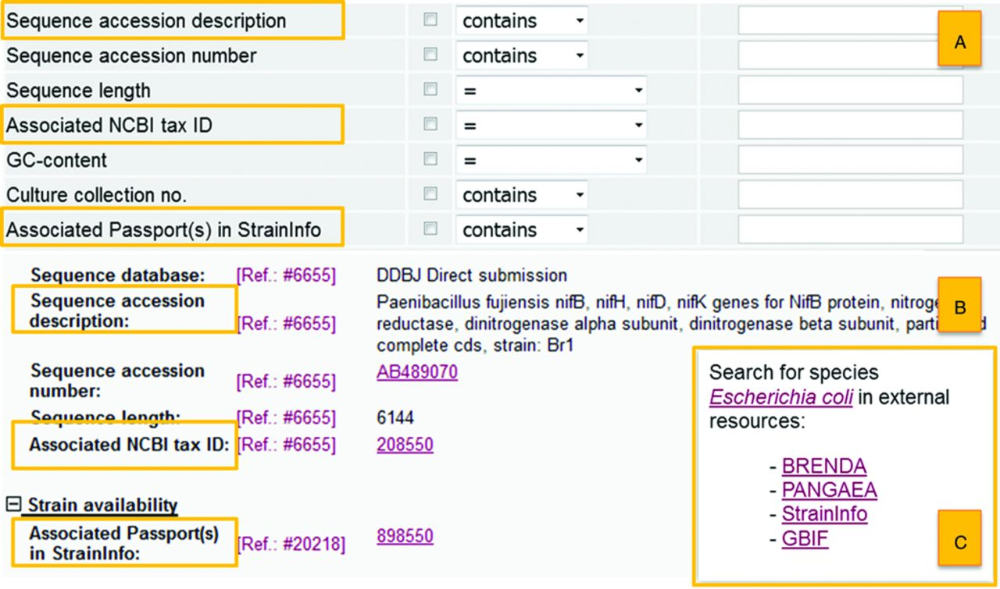 Sequence accession description contains A
Sequence accession number contains
Sequence length =
Associated NCBI tax ID =
GC-content =
Culture collection no. contains
Associated Passport(s) in StrainInfo contains
Sequence database: [Ref.: #6655] DDBJ Direct submission
Sequence accession
description: [Ref.: #6655]
Paenibacillus fujiensis nifB, nifH, nifD, nifK genes for NifB protein, B
reductase, dinitrogenase alpha subunit, dinitrogenase beta subunit,
complete cds, strain: Br1
Sequence accession
number: [Ref.: #6655] AB489070
Sequence length: [Ref.: #6655] 6144
Associated NCBI tax ID: [Ref.: #6655] 208550
Strain availability
Associated Passport(s)
in StrainInfo: [Ref.: #20218] 898550
Search for species
Escherichia coli in external
resources:
- BRENDA
- PANGAEA
- StrainInfo
- GBIF
C